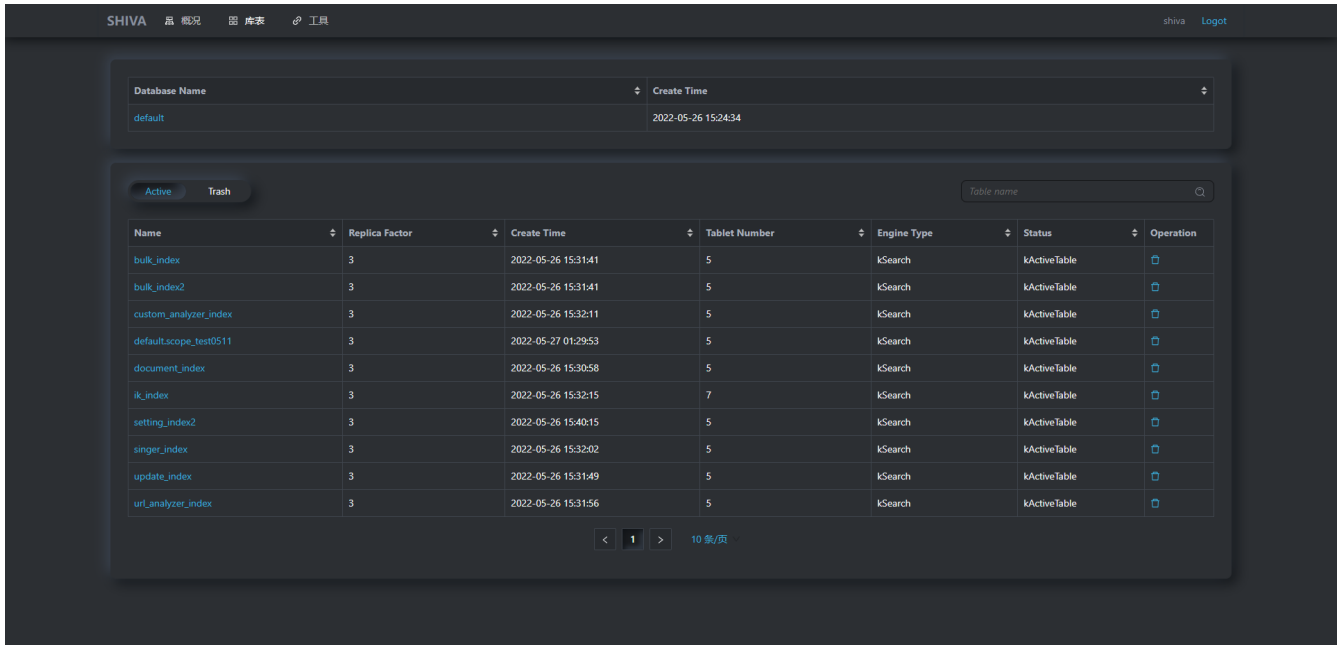 SHIVA 概况 库表 工具 shiva Logot
Database Name Create Time
default 2022-05-26 15:24:34
Active Trash Table name
Name Replica Factor Create Time Tablet Number Engine Type Status Operation
bulk_index 3 2022-05-26 15:31:41 5 kSearch kActiveTable
bulk_index2 3 2022-05-26 15:31:41 5 kSearch kActiveTable
custom_analyzer_index 3 2022-05-26 15:32:11 5 kSearch kActiveTable
default.scope_test0511 3 2022-05-27 01:29:53 5 kSearch kActiveTable
document_index 3 2022-05-26 15:30:58 5 kSearch kActiveTable
ik_index 3 2022-05-26 15:32:15 7 kSearch kActiveTable
setting_index2 3 2022-05-26 15:40:15 5 kSearch kActiveTable
singer_index 3 2022-05-26 15:32:02 5 kSearch kActiveTable
update_index 3 2022-05-26 15:31:49 5 kSearch kActiveTable
url_analyzer_index 3 2022-05-26 15:31:56 5 kSearch kActiveTable
< 1 > 10 条/页